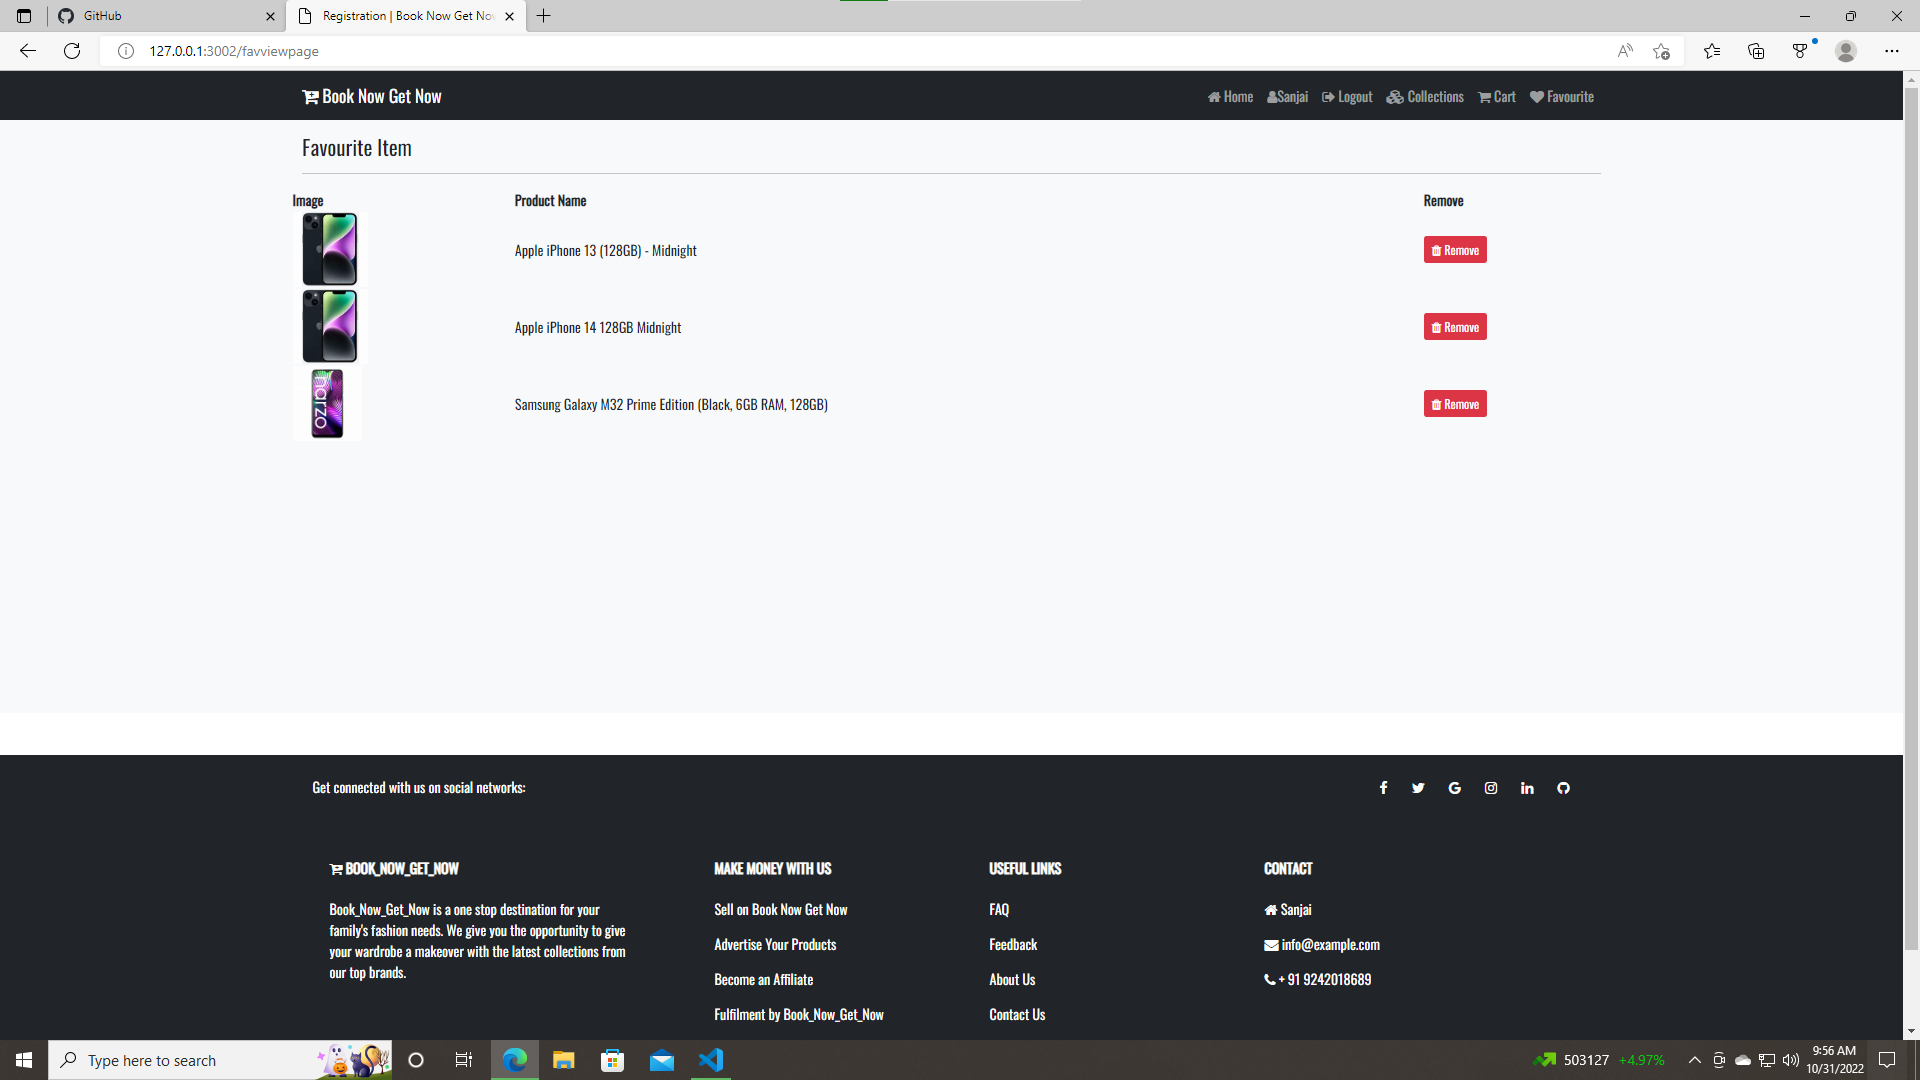 GitHub
Registration | Book Now Get Nov
127.0.0.1:3002/favviewpage
Book Now Get Now
Home Sanjai Logout Collections Cart Favourite
Favourite Item
Image Product Name Remove
Apple iPhone 13 (128GB) - Midnight Remove
Apple iPhone 14 128GB Midnight Remove
narzo
Samsung Galaxy M32 Prime Edition (Black, 6GB RAM, 128GB) Remove
Get connected with us on social networks:
BOOK_NOW_GET_NOW
Book_Now_Get_Now is a one stop destination for your
family's fashion needs. We give you the opportunity to give
your wardrobe a makeover with the latest collections from
our top brands.
MAKE MONEY WITH US
Sell on Book Now Get Now
Advertise Your Products
Become an Affiliate
Fulfilment by Book_Now_Get_Now
USEFUL LINKS
FAQ
Feedback
About Us
Contact Us
CONTACT
Sanjai
info@example.com
+ 91 9242018689
Type here to search
503127 +4.97%
9:56 AM
10/31/2022